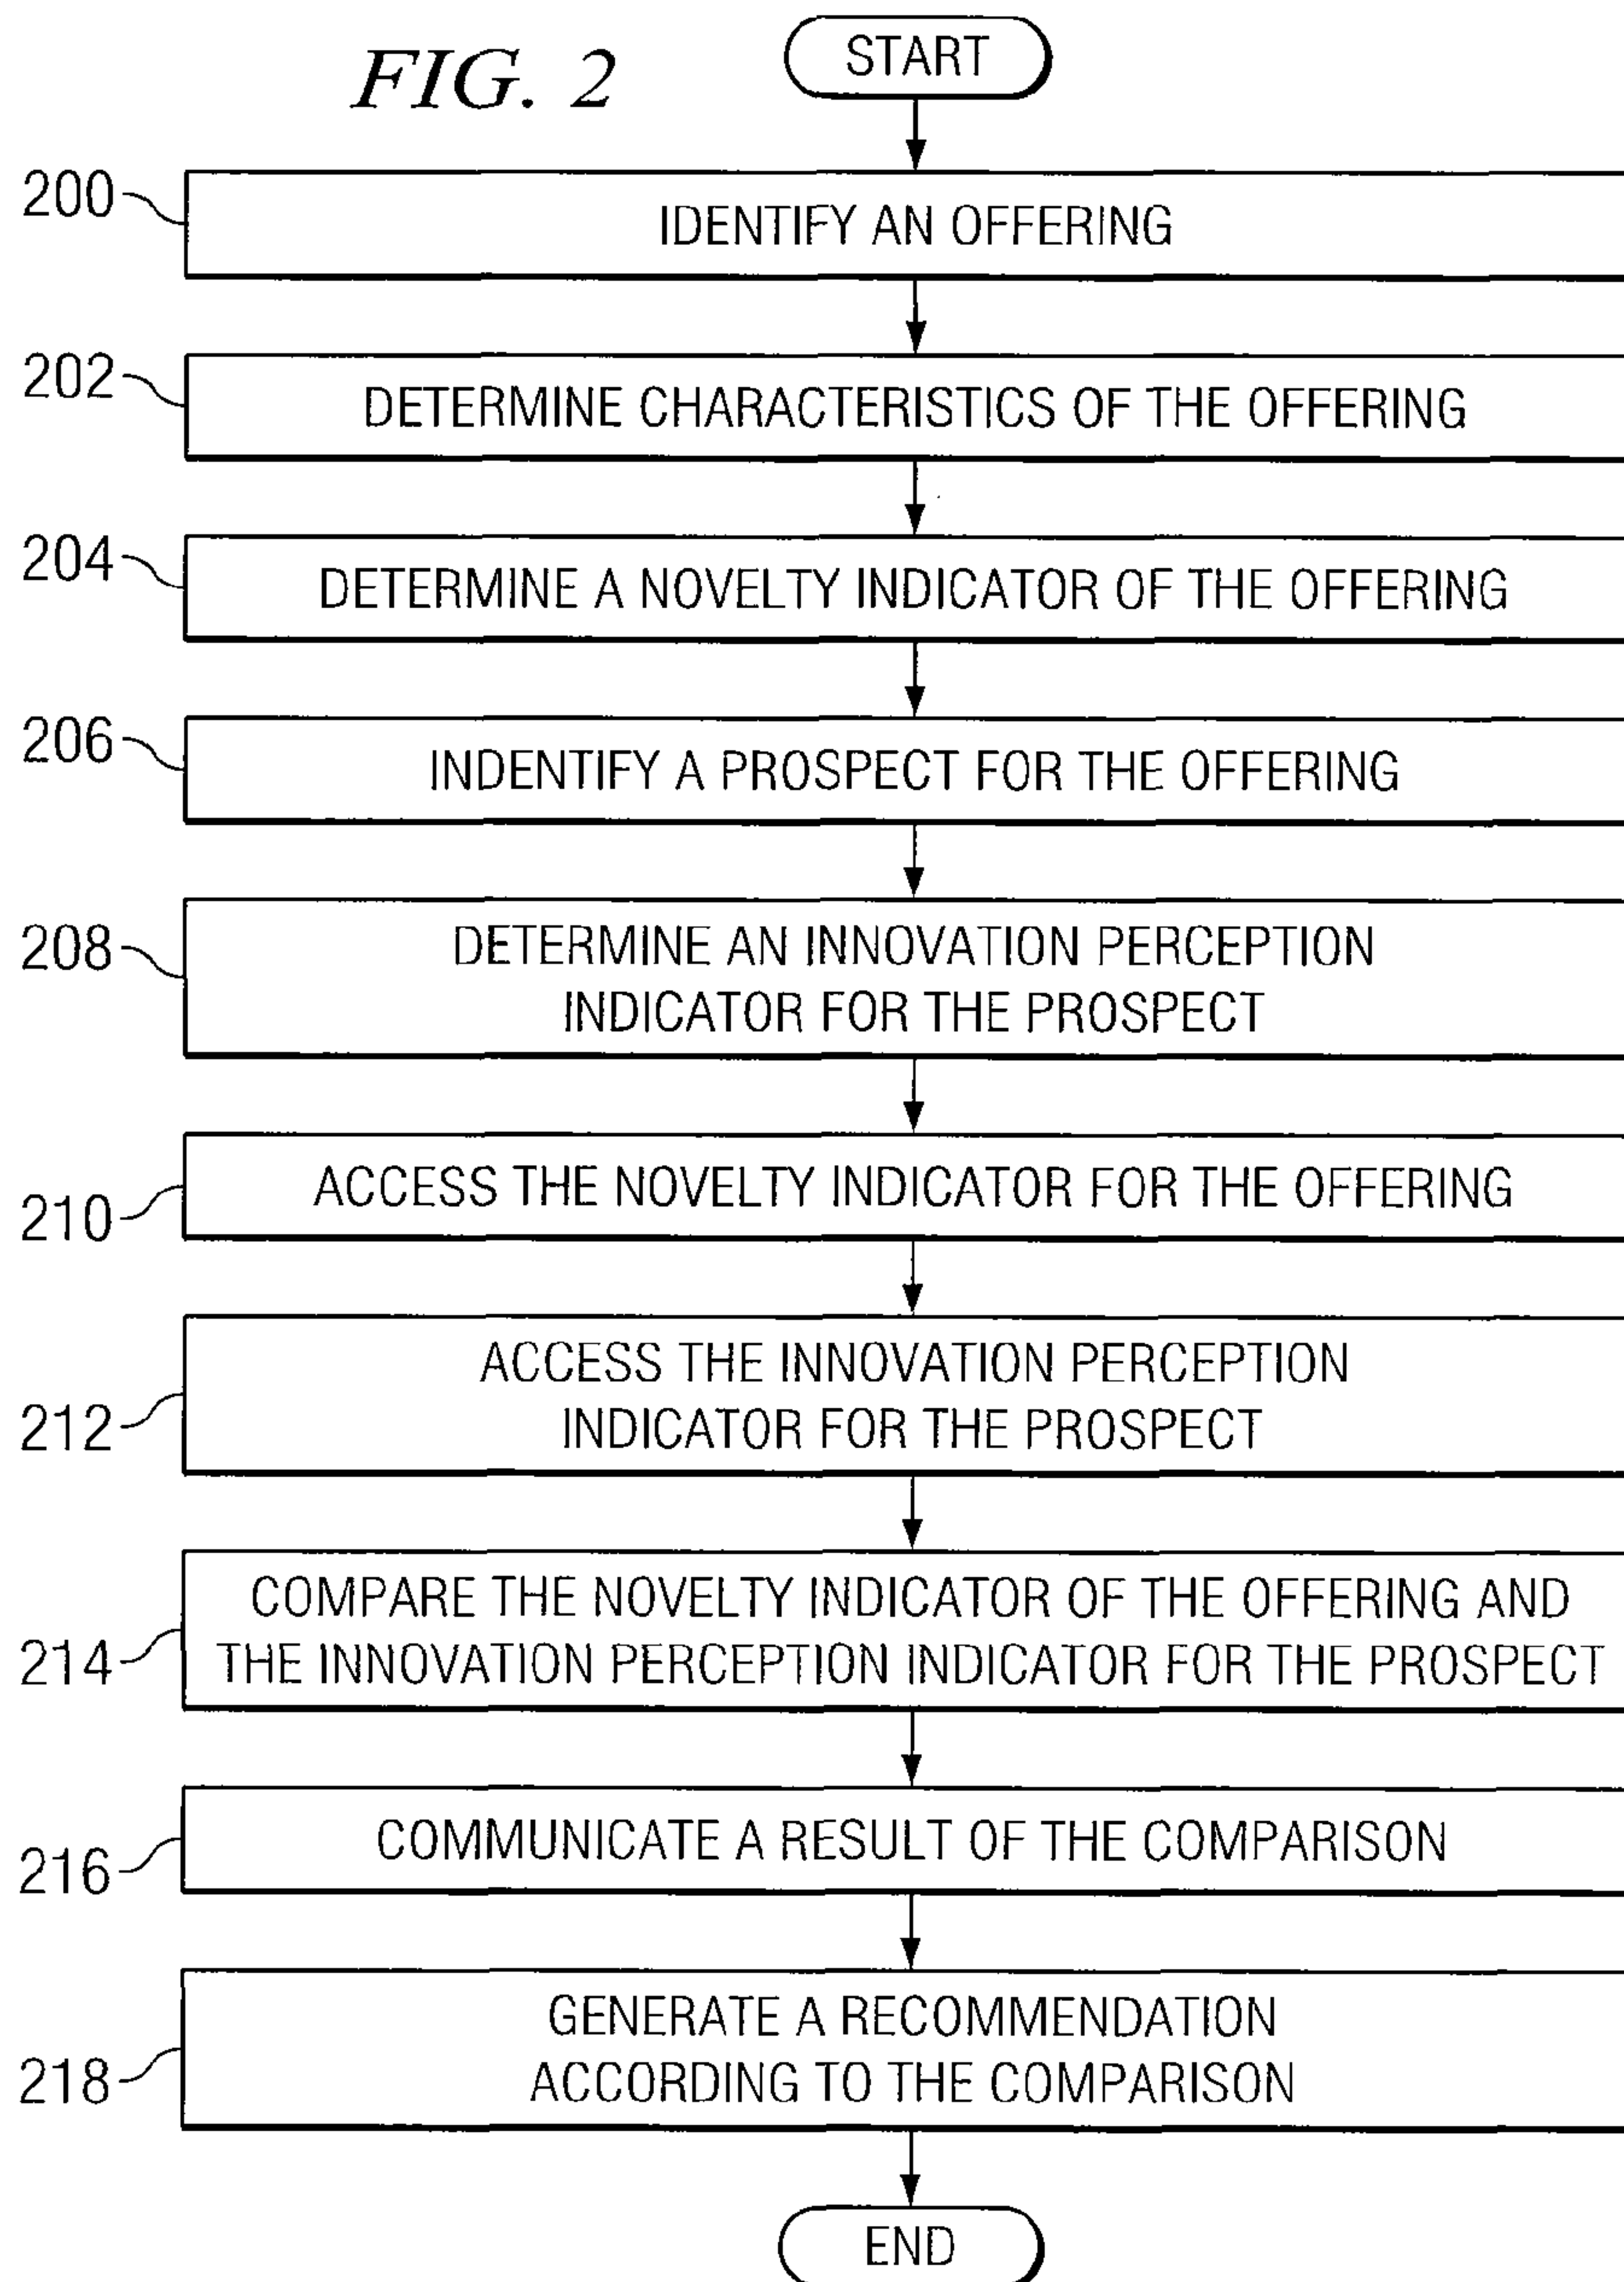 FIG. 2
START
200
IDENTIFY AN OFFERING
202
DETERMINE CHARACTERISTICS OF THE OFFERING
204
DETERMINE A NOVELTY INDICATOR OF THE OFFERING
206
INDENTIFY A PROSPECT FOR THE OFFERING
208
DETERMINE AN INNOVATION PERCEPTION
INDICATOR FOR THE PROSPECT
210
ACCESS THE NOVELTY INDICATOR FOR THE OFFERING
212
ACCESS THE INNOVATION PERCEPTION
INDICATOR FOR THE PROSPECT
214
COMPARE THE NOVELTY INDICATOR OF THE OFFERING AND
THE INNOVATION PERCEPTION INDICATOR FOR THE PROSPECT
216
COMMUNICATE A RESULT OF THE COMPARISON
218
GENERATE A RECOMMENDATION
ACCORDING TO THE COMPARISON
END